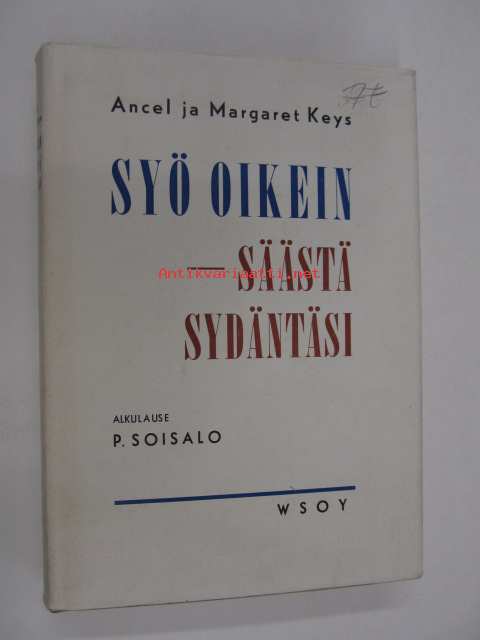 Ancel ja Margaret Keys
SYÖ OIKEIN
— SÄÄSTÄ
Antikvariaatti.net
SYDÄNTÄSI
ALKULAUSE
P. SOISALO
WSOY